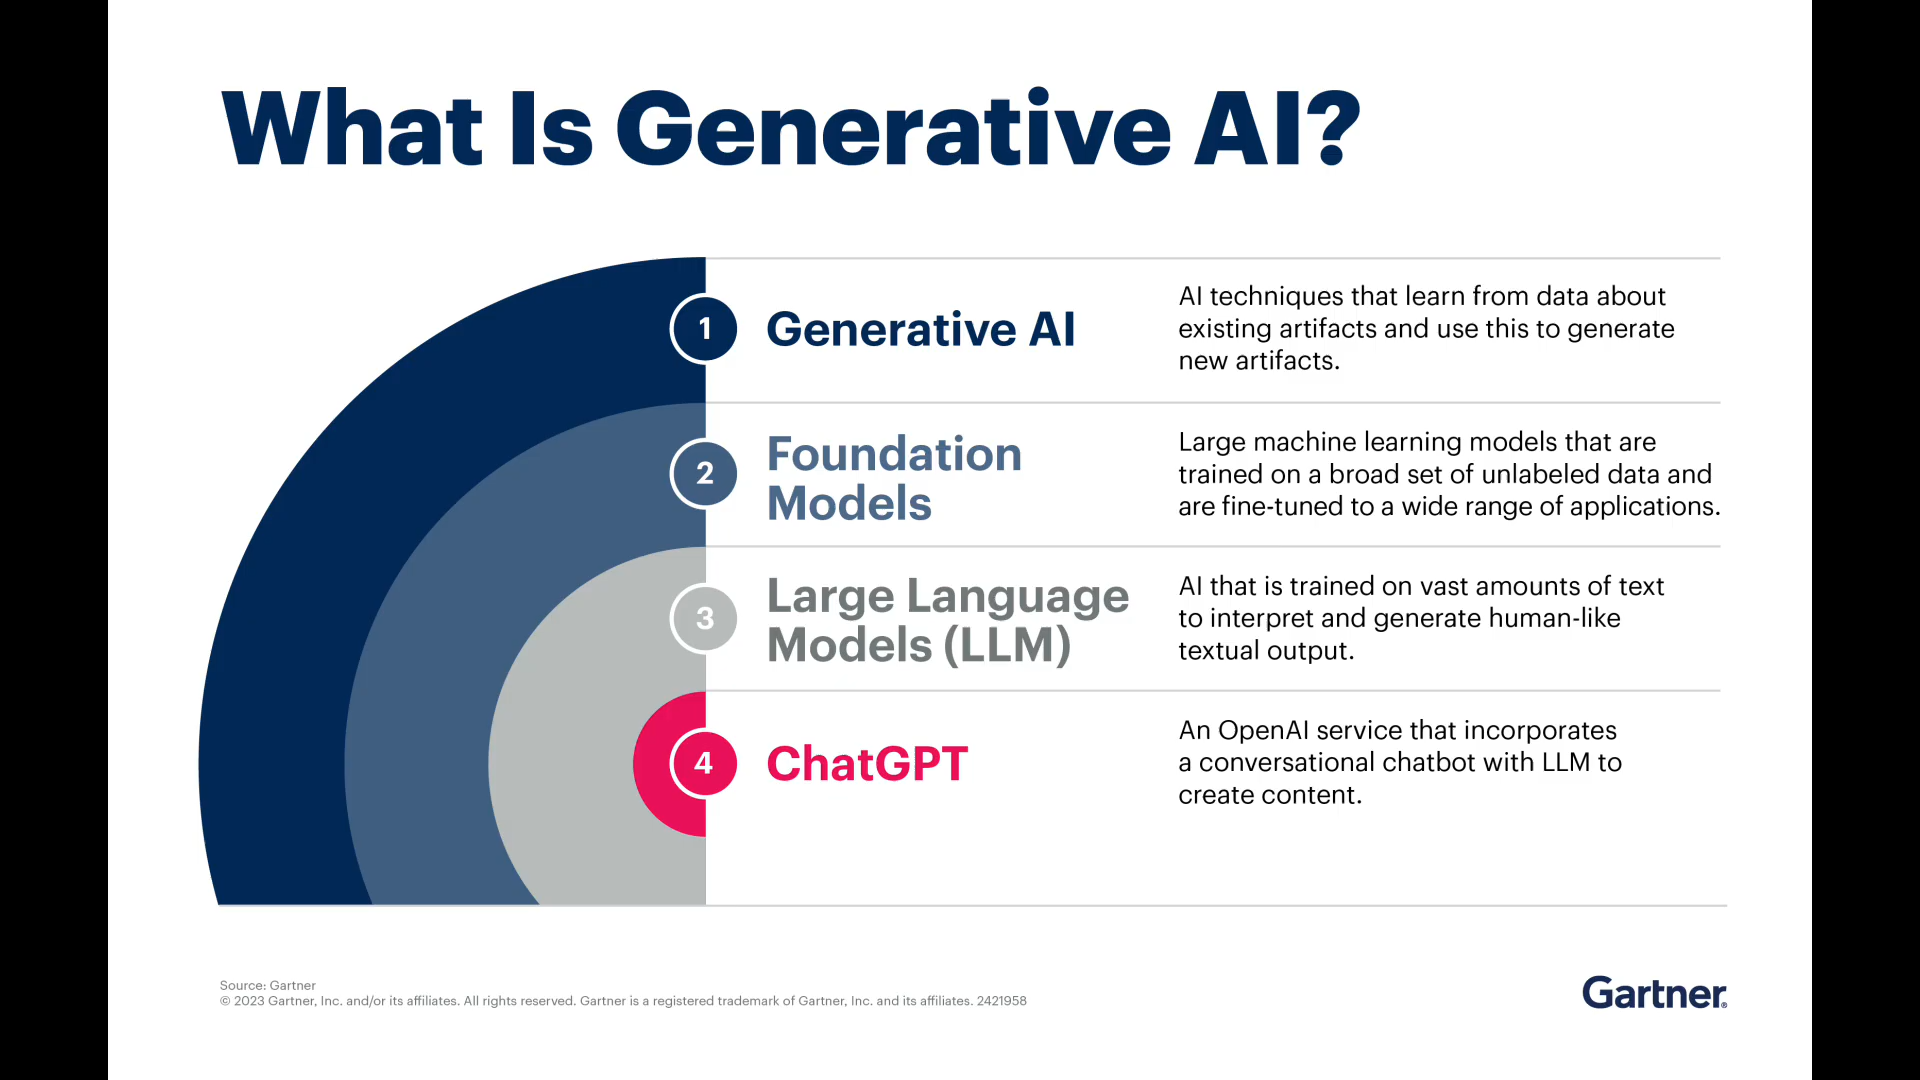 What Is Generative AI?
1
Generative AI
AI techniques that learn from data about
existing artifacts and use this to generate
new artifacts.
2
Foundation
Models
Large machine learning models that are
trained on a broad set of unlabeled data and
are fine-tuned to a wide range of applications.
3
Large Language
Models (LLM)
AI that is trained on vast amounts of text
to interpret and generate human-like
textual output.
4
ChatGPT
An OpenAI service that incorporates
a conversational chatbot with LLM to
create content.
Source: Gartner
© 2023 Gartner, Inc. and/or its affiliates. All rights reserved. Gartner is a registered trademark of Gartner, Inc. and its affiliates. 2421958
Gartner®